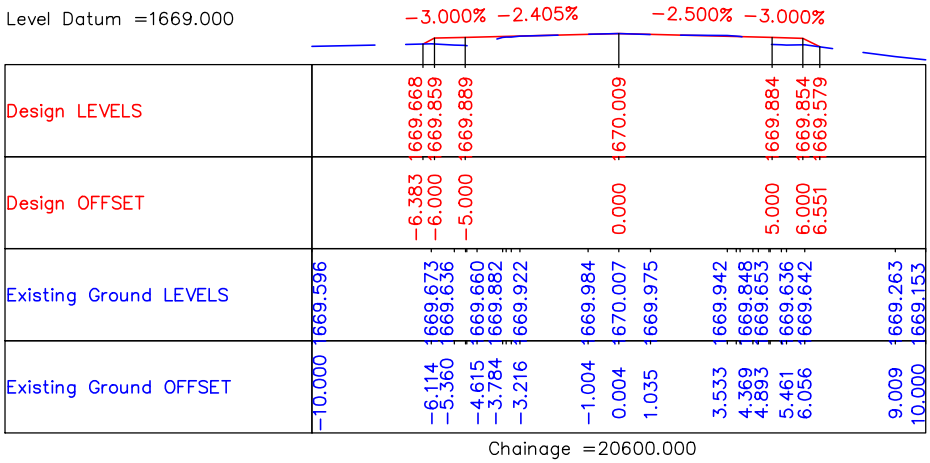 Level Datum =1669.000
-3.000% -2.405% -2.500% -3.000%
Design LEVELS 1669.668 1669.859 1669.889 1670.009 1669.884 1669.854 1669.579
Design OFFSET -6.383 -6.000 -5.000 0.000 5.000 6.000 6.551
Existing Ground LEVELS 1669.596 1669.673 1669.636 1669.660 1669.882 1669.922 1669.984 1670.007 1669.975 1669.942 1669.848 1669.653 1669.636 1669.642 1669.263 1669.153
Existing Ground OFFSET -10.000 -6.114 -5.360 -4.615 -3.784 -3.216 -1.004 0.004 1.035 3.533 4.369 4.893 5.461 6.056 9.009 10.000
Chainage =20600.000